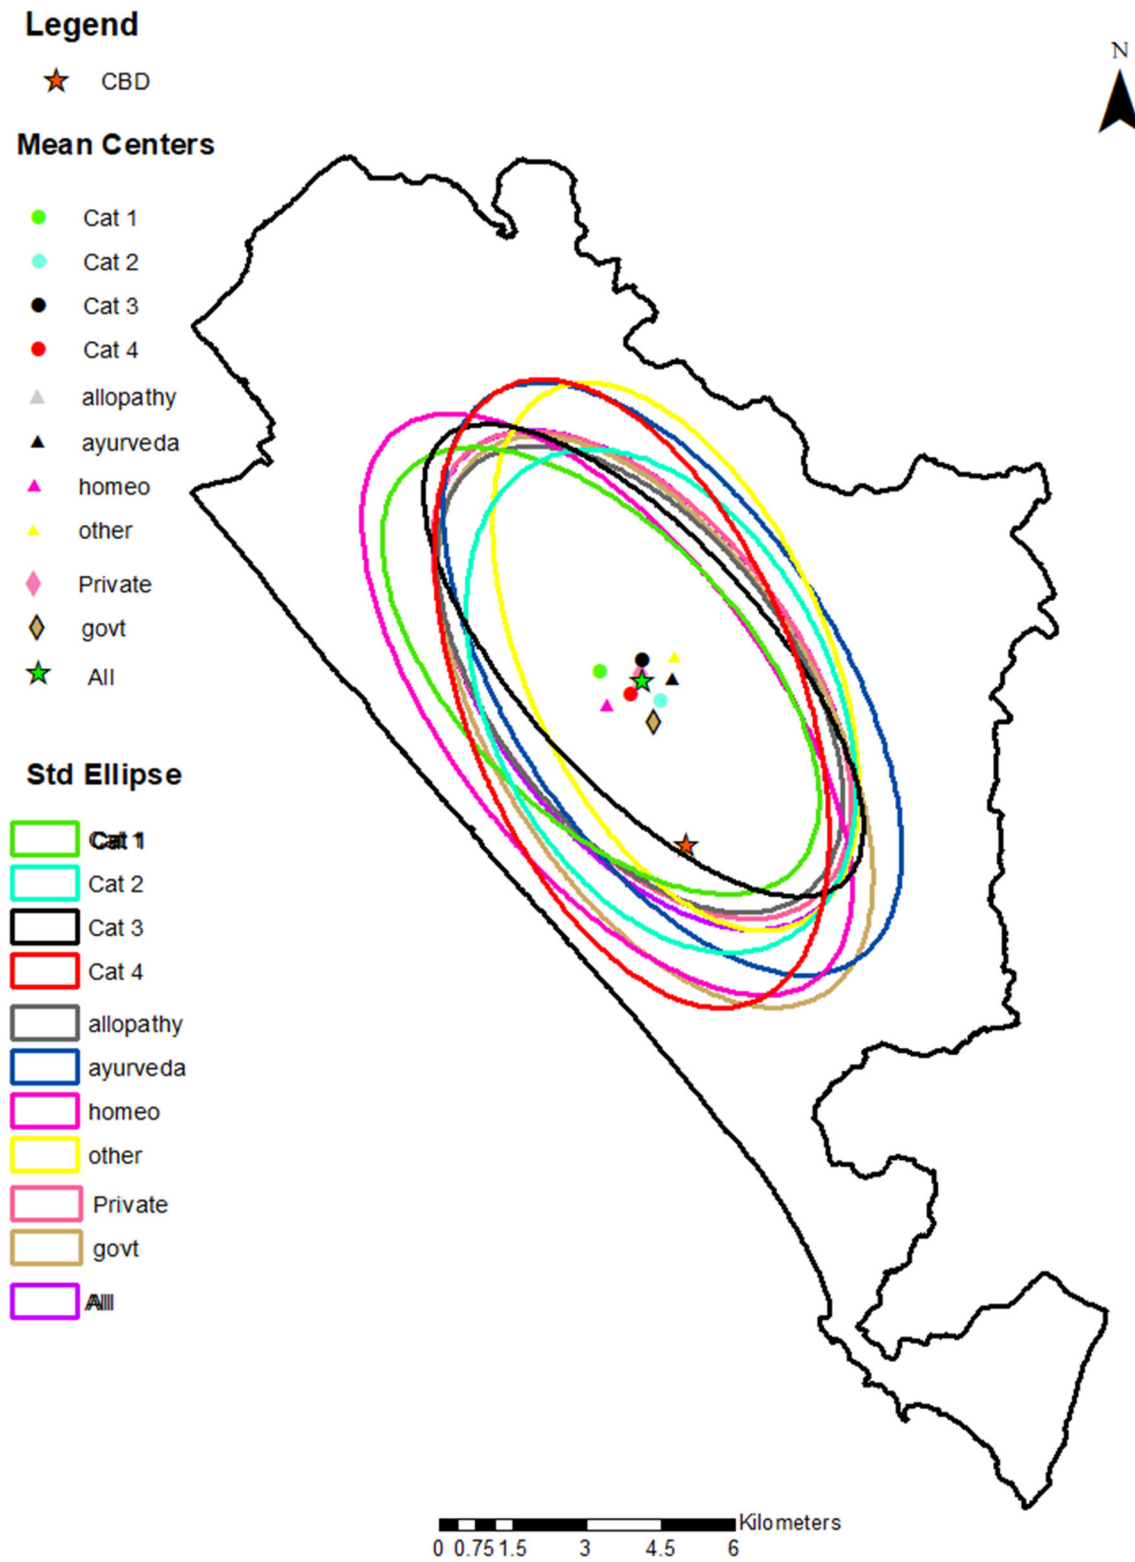 Legend
CBD
N
Mean Centers
Cat 1
Cat 2
Cat 3
Cat 4
allopathy
ayurveda
homeo
other
Private
govt
All
Std Ellipse
Cat 1
Cat 2
Cat 3
Cat 4
allopathy
ayurveda
homeo
other
Private
govt
All
Kilometers
0 0.75 1.5 3 4.5 6